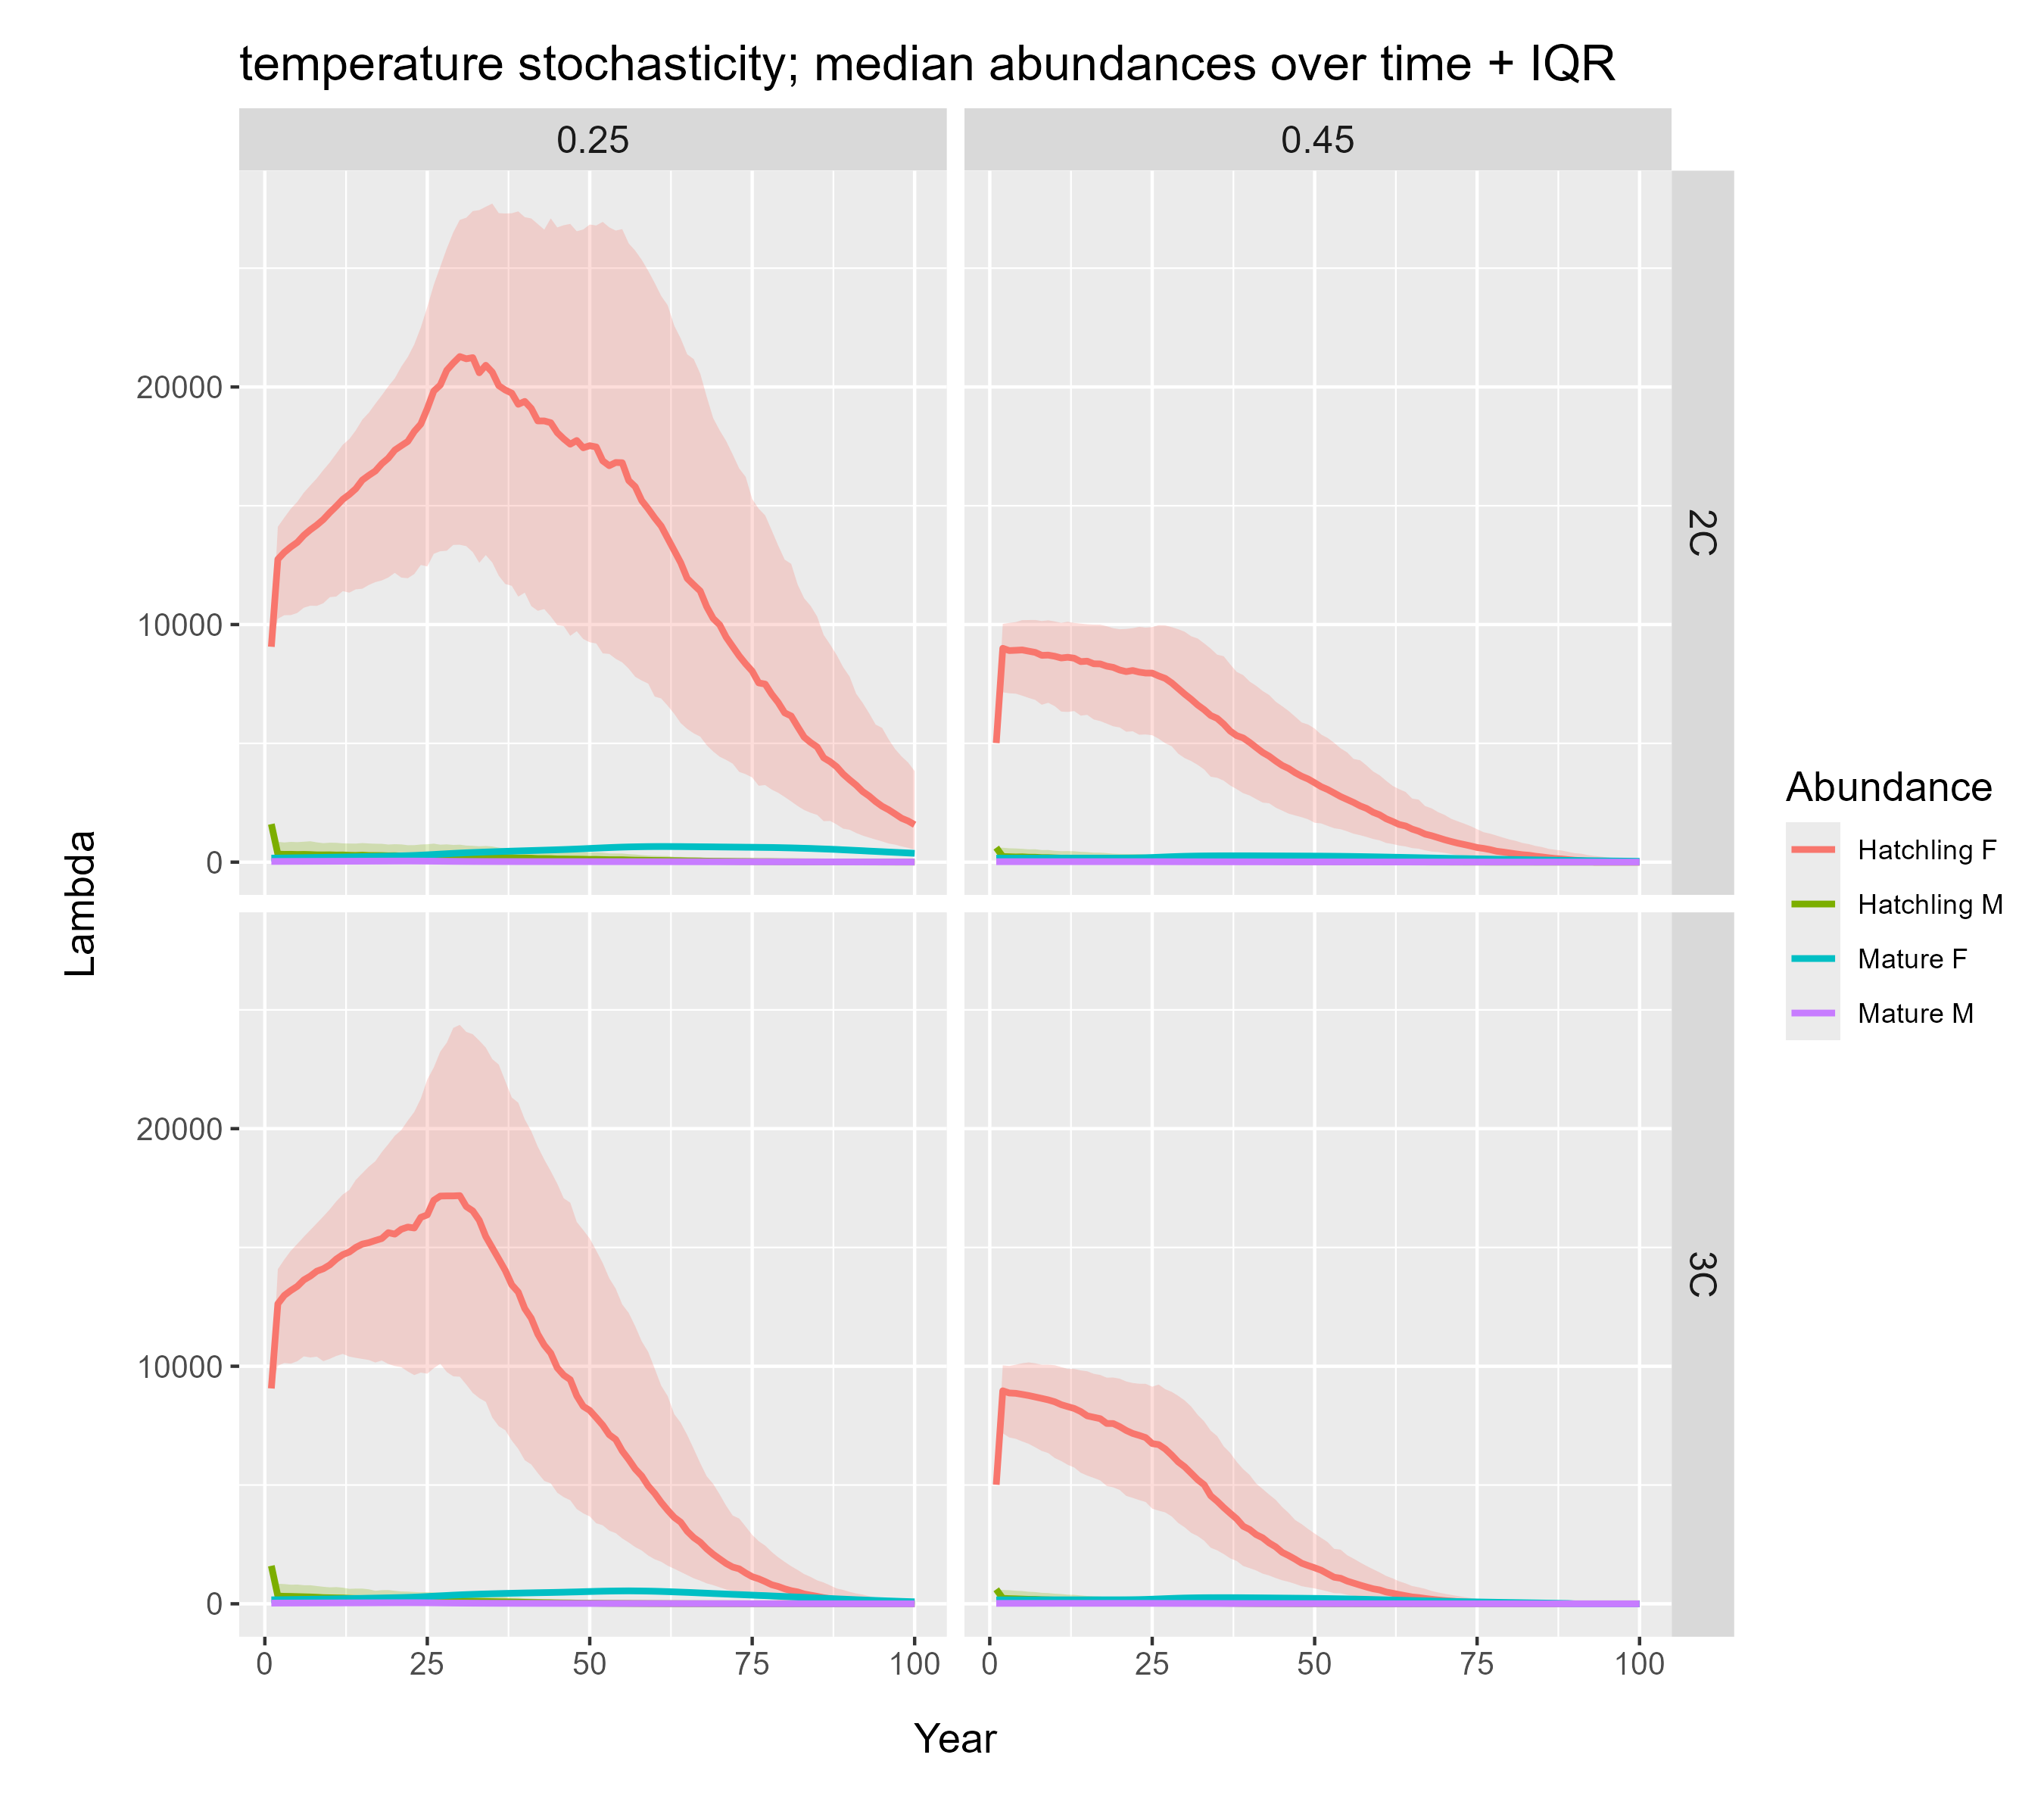 temperature stochasticity; median abundances over time + IQR
0.25
0.45
20000
10000
0
2C
Lambda
20000
10000
0
3C
0
25
50
75
100
0
25
50
75
100
Year
Abundance
Hatchling F
Hatchling M
Mature F
Mature M